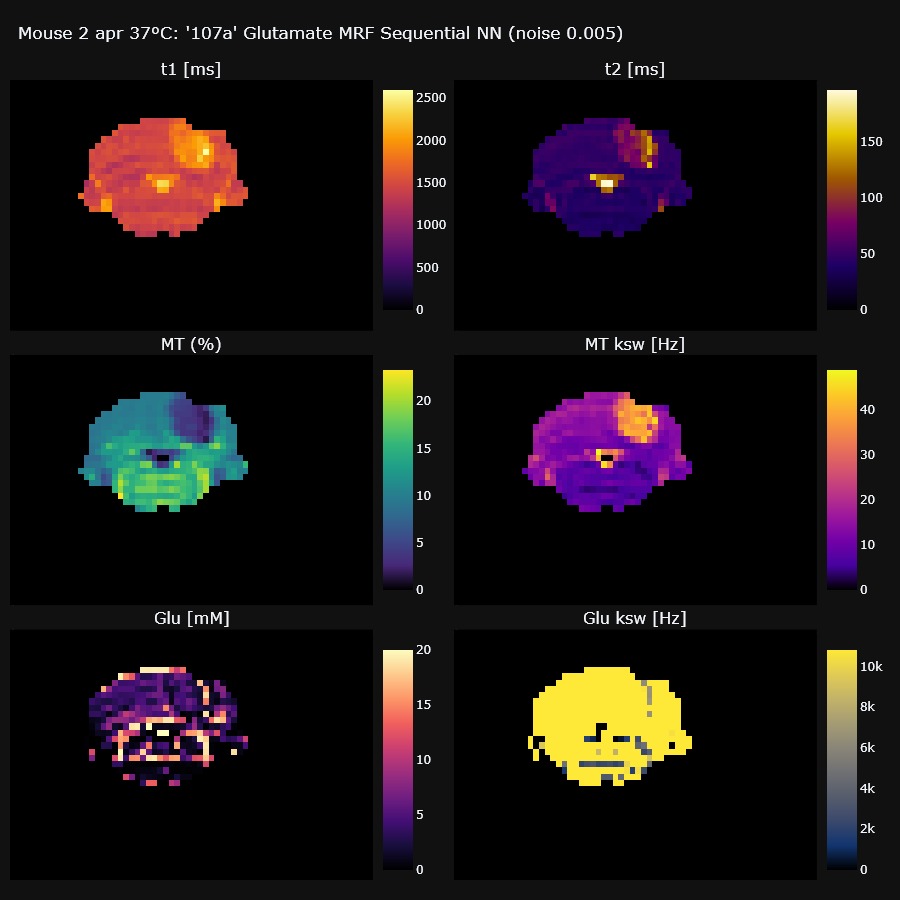 Mouse 2 apr 37ºC: '107a' Glutamate MRF Sequential NN (noise 0.005)
t1 [ms]
t2 [ms]
2500
2000
1500
1000
500
0
150
100
50
0
MT (%)
MT ksw [Hz]
20
15
10
5
0
40
30
20
10
0
Glu [mM]
Glu ksw [Hz]
20
15
10
5
0
10k
8k
6k
4k
2k
0